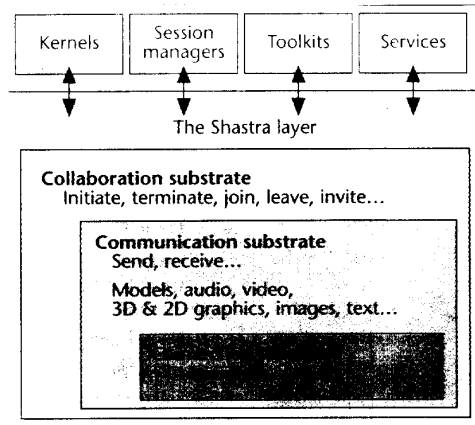 Kernels
Session
managers
Toolkits
Services
The Shastra layer
Collaboration substrate
Initiate, terminate, join, leave, invite...
Communication substrate
Send, receive...
Models, audio, video,
3D & 2D graphics, images, text...